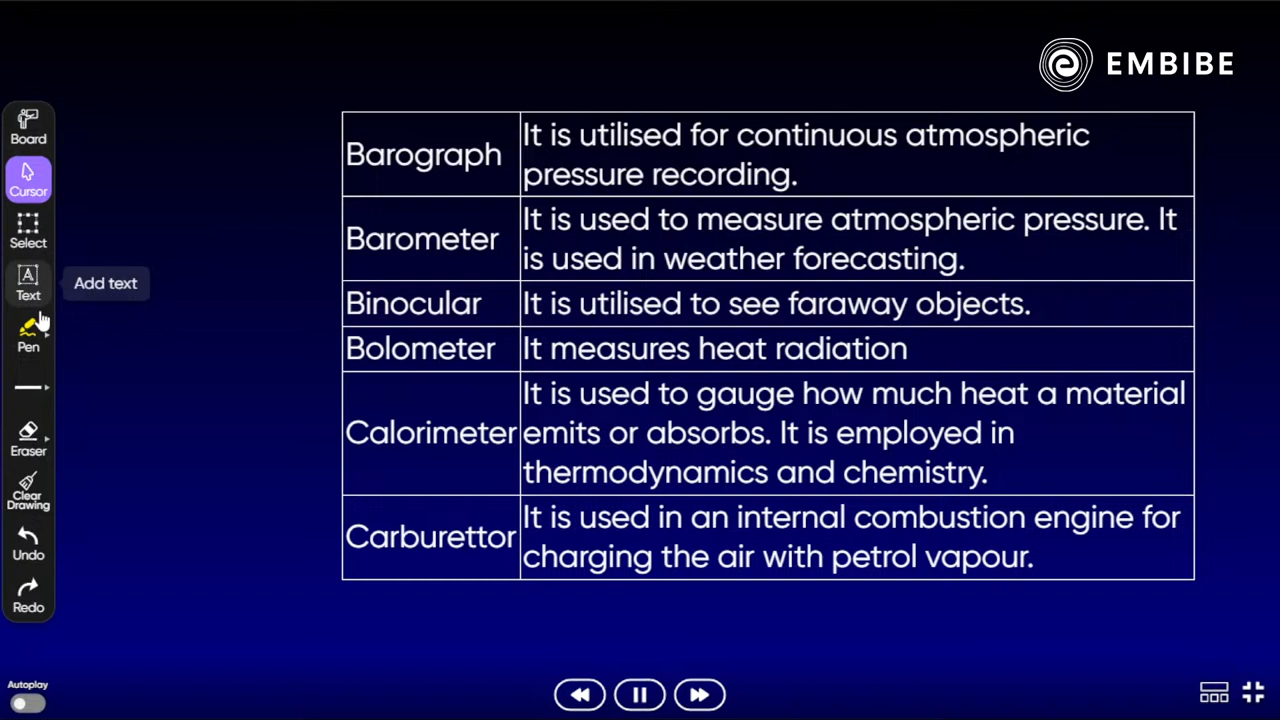 EMBIBE
Board
Cursor
Select
Text
Add text
Pen
Eraser
Clear
Drawing
Undo
Redo
Autoplay
Barograph
It is utilised for continuous atmospheric
pressure recording.
Barometer
It is used to measure atmospheric pressure. It
is used in weather forecasting.
Binocular
It is utilised to see faraway objects.
Bolometer
It measures heat radiation
Calorimeter
It is used to gauge how much heat a material
emits or absorbs. It is employed in
thermodynamics and chemistry.
Carburettor
It is used in an internal combustion engine for
charging the air with petrol vapour.